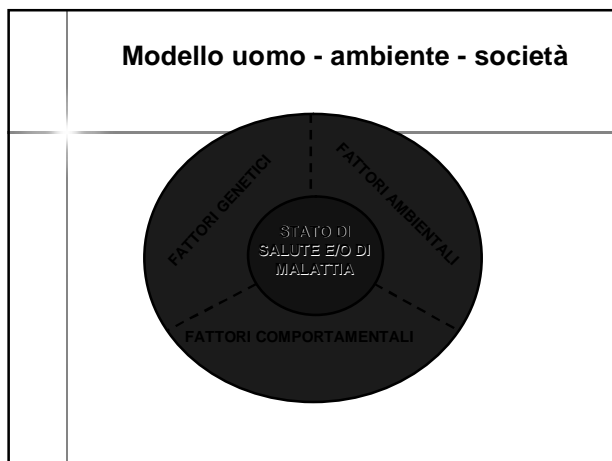 Modello uomo - ambiente - società
FATTORI GENETICI
FATTORI AMBIENTALI
STATO DI
SALUTE E/O DI
MALATTIA
FATTORI COMPORTAMENTALI